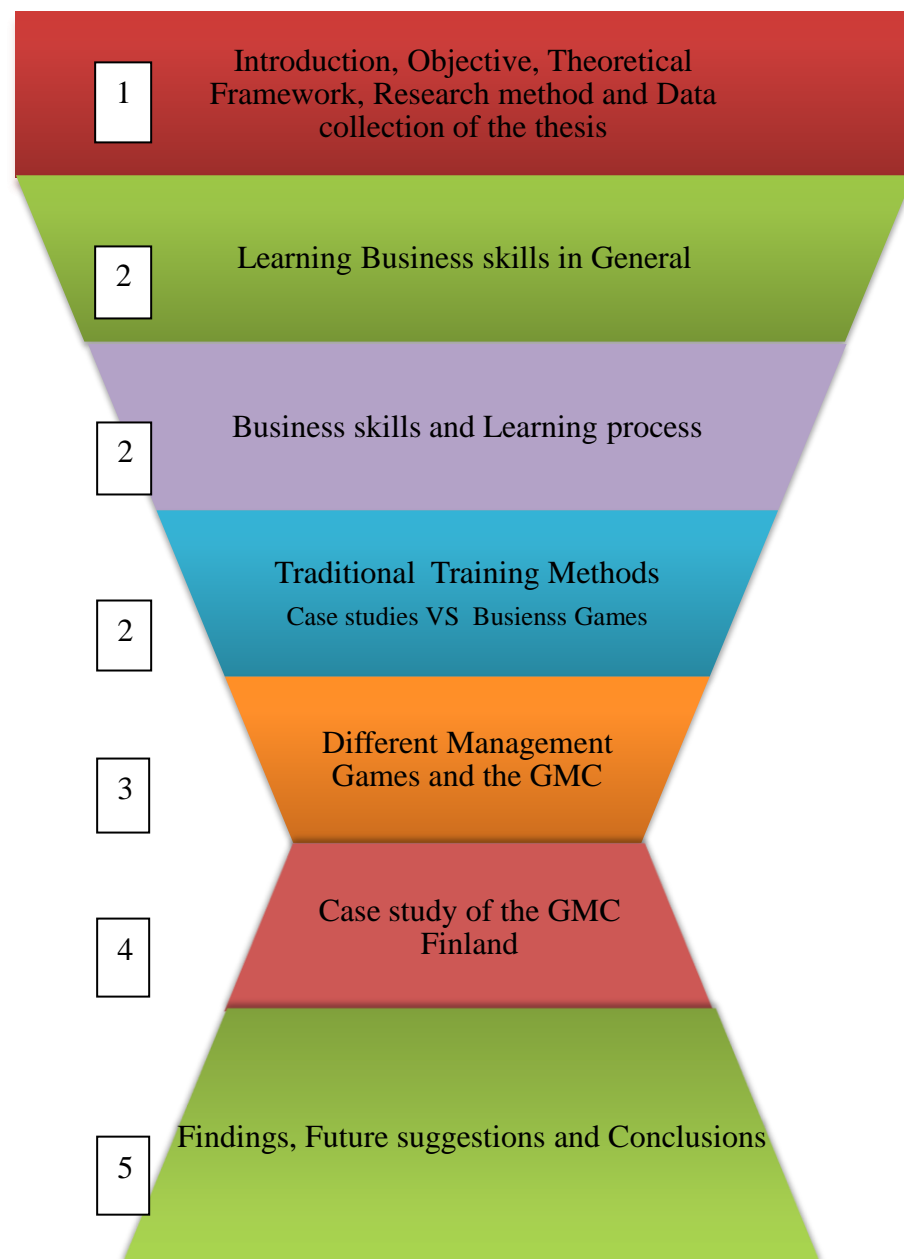 Introduction, Objective, Theoretical
Framework, Research method and Data
collection of the thesis
1
Learning Business skills in General
2
Business skills and Learning process
2
Traditional Training Methods
Case studies VS Busienss Games
2
Different Management
Games and the GMC
3
Case study of the GMC
Finland
4
Findings, Future suggestions and Conclusions
5